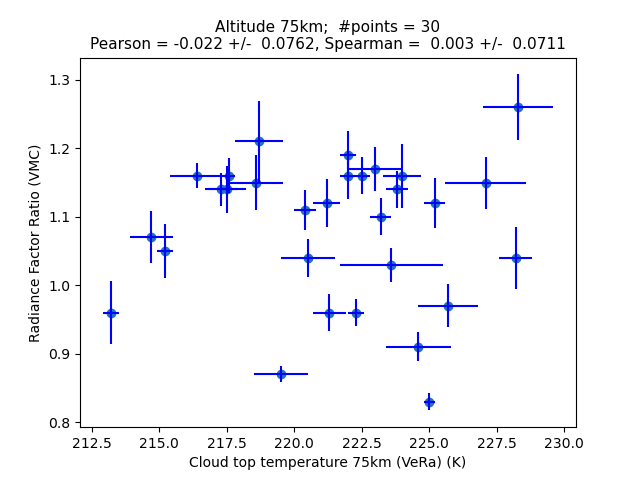 Altitude 75km;  #points = 30
Pearson = -0.022 +/-  0.0762, Spearman =  0.003 +/-  0.0711
1.3
1.2
1.1
1.0
0.9
0.8
Radiance Factor Ratio (VMC)
212.5 215.0 217.5 220.0 222.5 225.0 227.5 230.0
Cloud top temperature 75km (VeRa) (K)